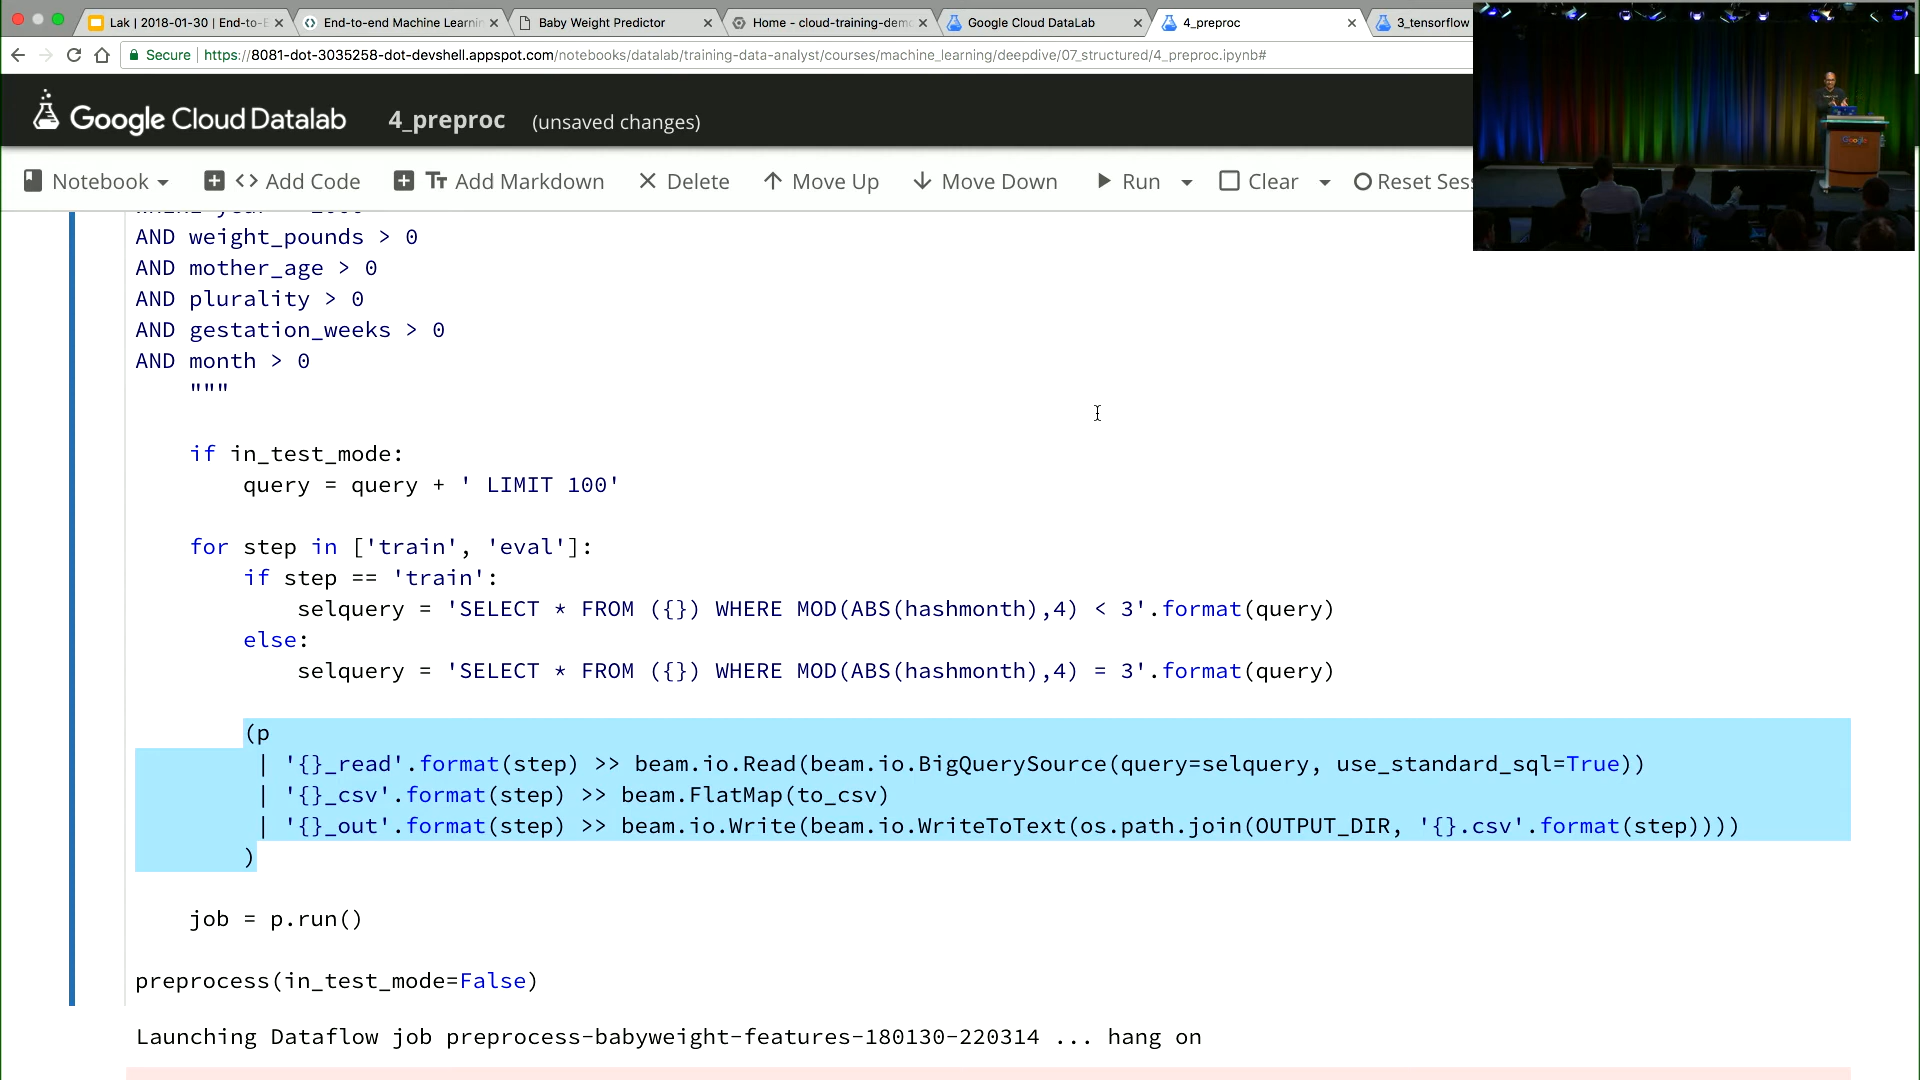 Lak | 2018-01-30 | End-to-E
End-to-end Machine Learnin
Baby Weight Predictor
Home - cloud-training-dem
Google Cloud DataLab
4_preproc
3_tensorflow
Secure
https://8081-dot-3035258-dot-devshell.appspot.com/notebooks/datalab/training-data-analyst/courses/machine_learning/deepdive/07_structured/4_preproc.ipynb#
Google Cloud Datalab
4_preproc
(unsaved changes)
Notebook
<> Add Code
Add Markdown
Delete
Move Up
Move Down
Run
Clear
Reset Sess
Google
AND weight_pounds > 0
AND mother_age > 0
AND plurality > 0
AND gestation_weeks > 0
AND month > 0
"""
if in_test_mode:
query = query + ' LIMIT 100'
for step in ['train', 'eval']:
if step == 'train':
selquery = 'SELECT * FROM ({}) WHERE MOD(ABS(hashmonth),4) < 3'.format(query)
else:
selquery = 'SELECT * FROM ({}) WHERE MOD(ABS(hashmonth),4) = 3'.format(query)
(p
| '{}_read'.format(step) >> beam.io.Read(beam.io.BigQuerySource(query=selquery, use_standard_sql=True))
| '{}_csv'.format(step) >> beam.FlatMap(to_csv)
| '{}_out'.format(step) >> beam.io.Write(beam.io.WriteToText(os.path.join(OUTPUT_DIR, '{}.csv'.format(step))))
)
job = p.run()
preprocess(in_test_mode=False)
Launching Dataflow job preprocess-babyweight-features-180130-220314 ... hang on